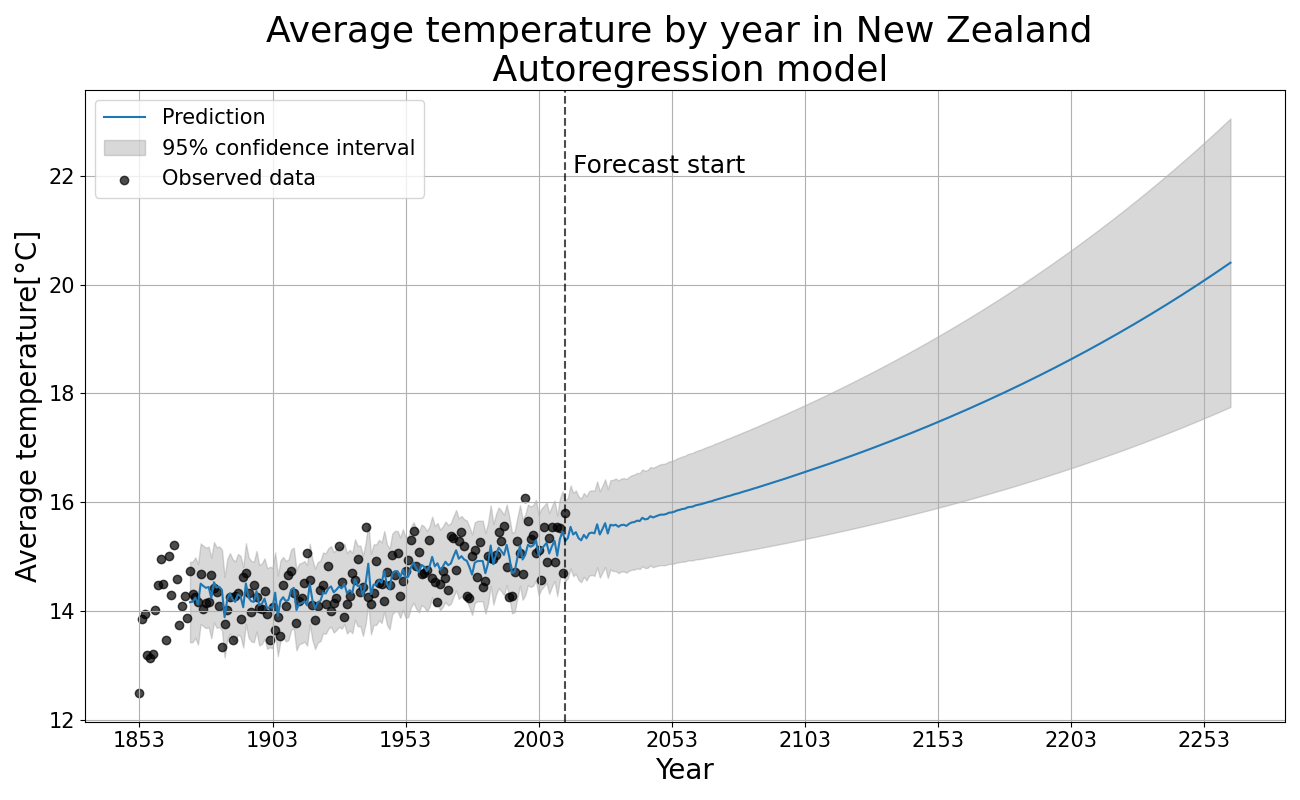 Average temperature by year in New Zealand
Autoregression model
Prediction
95% confidence interval
Observed data
Forecast start
22
20
18
16
14
12
Average temperature[°C]
1853 1903 1953 2003 2053 2103 2153 2203 2253
Year